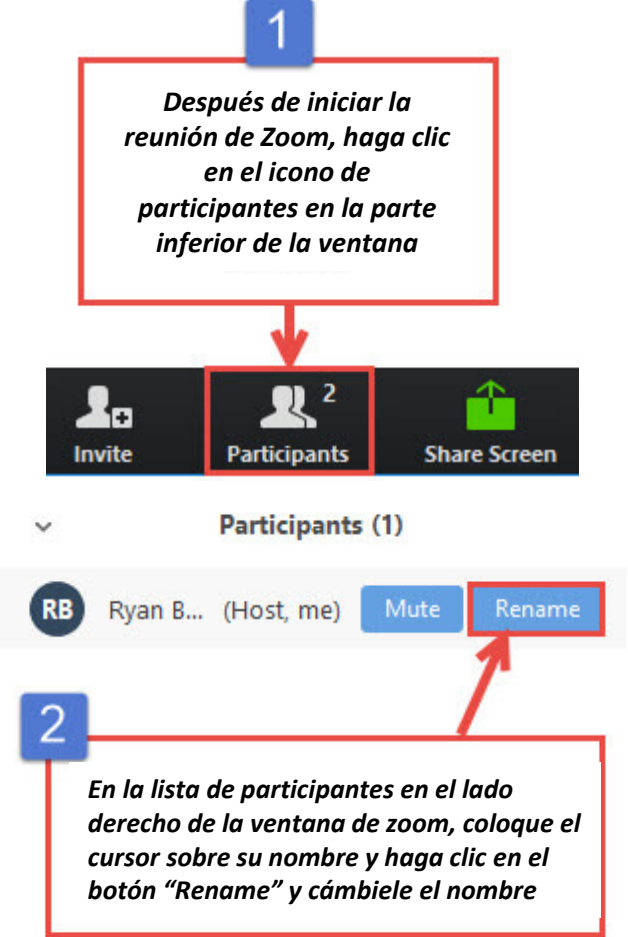 1
Después de iniciar la
reunión de Zoom, haga clic
en el icono de
participantes en la parte
inferior de la ventana
2
Invite
Participants
Share Screen
Participants (1)
RB Ryan B... (Host, me) Mute Rename
2
En la lista de participantes en el lado
derecho de la ventana de zoom, coloque el
cursor sobre su nombre y haga clic en el
botón “Rename” y cámbiele el nombre